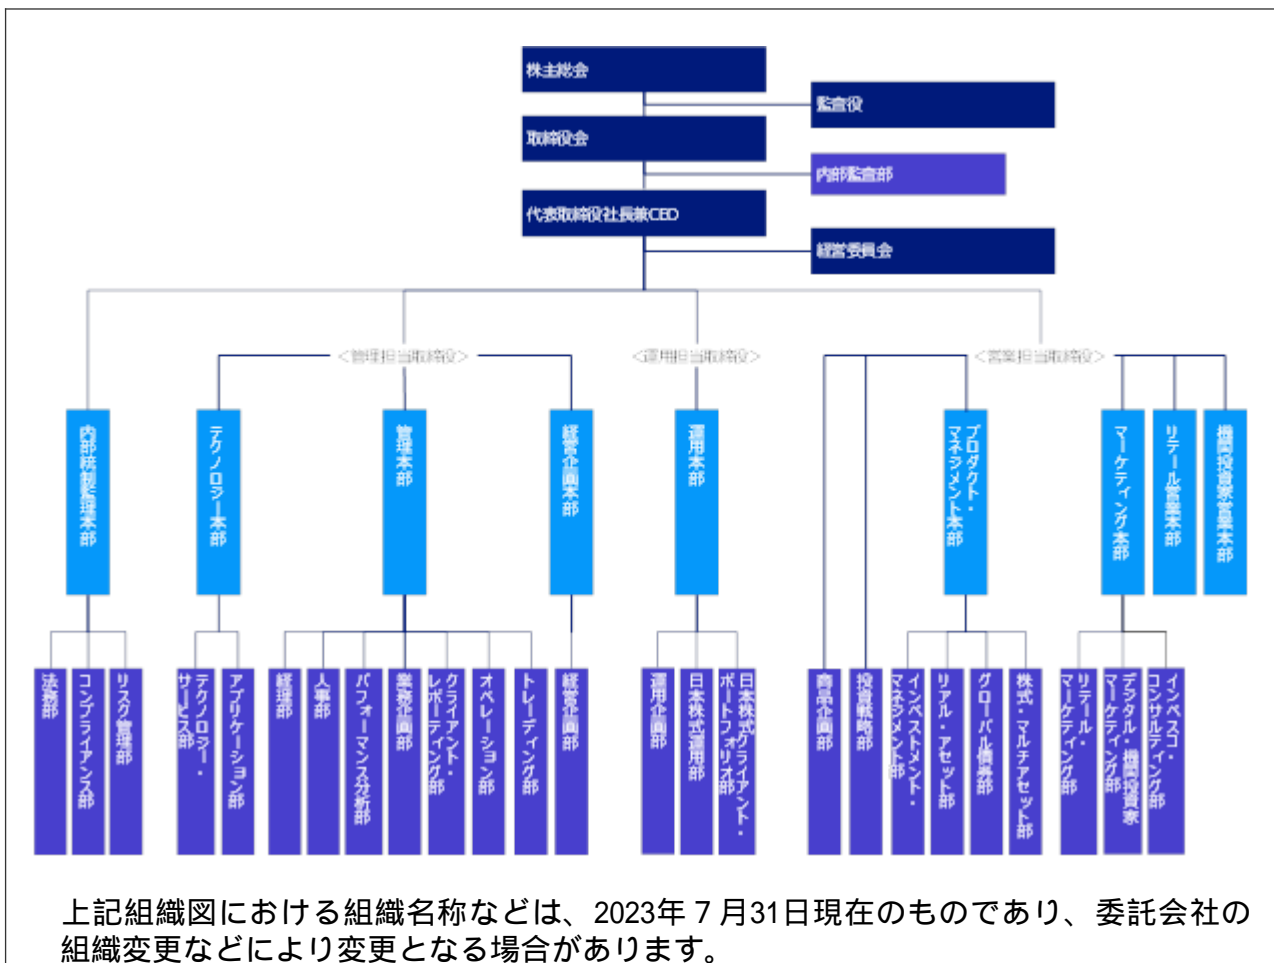 株主総会
監査役
取締役会
内部監査部
代表取締役社長兼CEO
経営委員会
＜管理担当取締役＞
＜運用担当取締役＞
＜営業担当取締役＞
内部統制監理本部
テクノロジー本部
管理本部
経営企画本部
運用本部
プロダクト・
マネジメント本部
マーケティング本部
リテール営業本部
機関投資家営業本部
法務部
コンプライアンス部
リスク管理部
テクノロジー・
サービス部
アプリケーション部
経理部
人事部
パフォーマンス分析部
業務企画部
クライアント・
レポーティング部
オペレーション部
トレーディング部
経営企画部
運用企画部
日本株式運用部
日本株式クライアント・
ポートフォリオ部
商品企画部
投資戦略部
インベストメント・
マネジメント部
リアル・アセット部
グローバル債券部
株式・マルチアセット部
リテール・
マーケティング部
デジタル・機関投資家
マーケティング部
インベスコ・
コンサルティング部
上記組織図における組織名称などは、2023年７月31日現在のものであり、委託会社の
組織変更などにより変更となる場合があります。